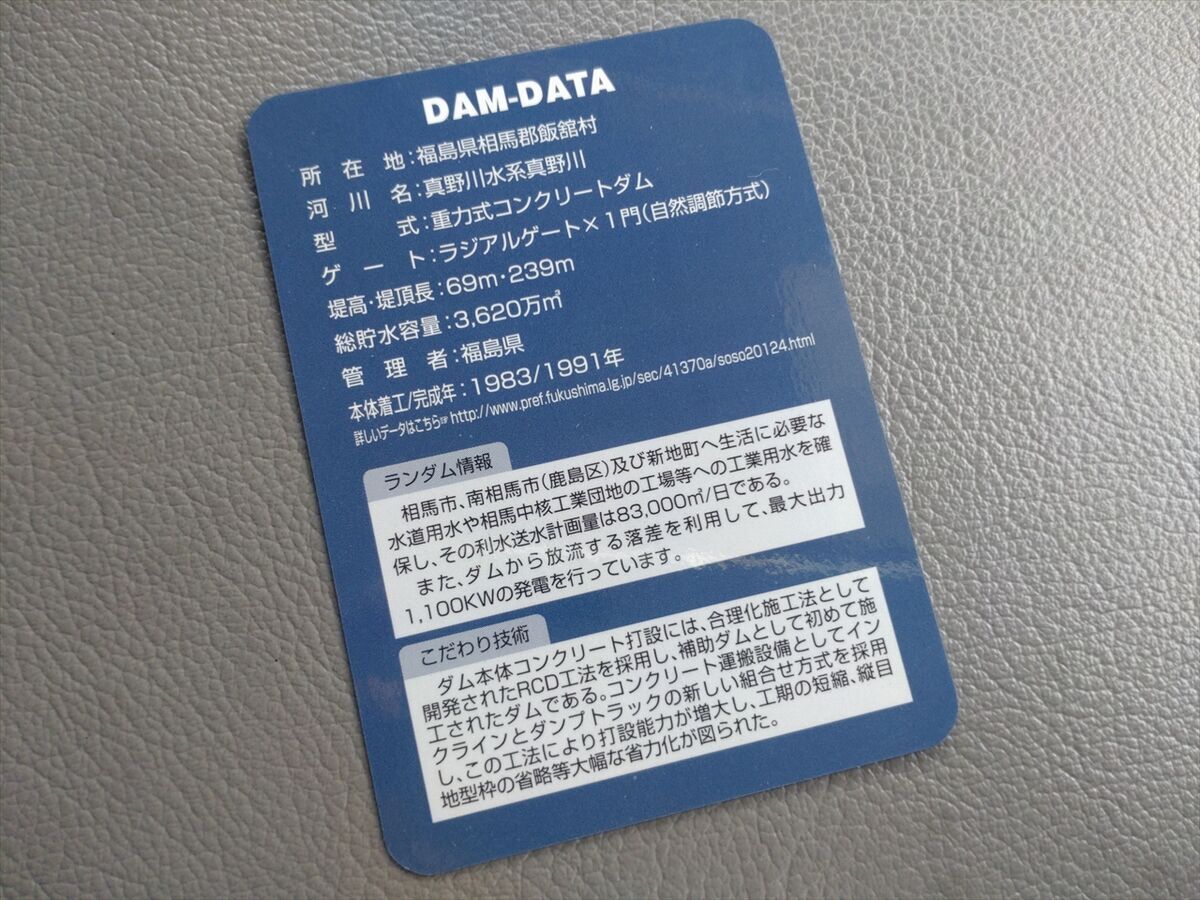 DAM-DATA
所在地:福島県相馬郡飯舘村
河川名:真野川水系真野川
型式:重力式コンクリートダム
ゲート:ラジアルゲート×1門(自然調節方式)
堤高・堤頂長:69m・239m
総貯水容量:3,620万㎥
管理者:福島県
本体着工/完成年:1983/1991年
詳しいデータはこちら☞http://www.pref.fukushima.lg.jp/sec/41370a/soso20124.html
ランダム情報
相馬市、南相馬市(鹿島区)及び新地町へ生活に必要な
水道用水や相馬中核工業団地の工場等への工業用水を確
保し、その利水送水計画量は83,000㎥/日である。
また、ダムから放流する落差を利用して、最大出力
1,100KWの発電を行っています。
こだわり技術
ダム本体コンクリート打設には、合理化施工法として
開発されたRCD工法を採用し、補助ダムとして初めて施
工されたダムである。コンクリート運搬設備としてイン
クラインとダンプトラックの新しい組合せ方式を採用
し、この工法により打設能力が増大し、工期の短縮、縦目
地型枠の省略等大幅な省力化が図られた。